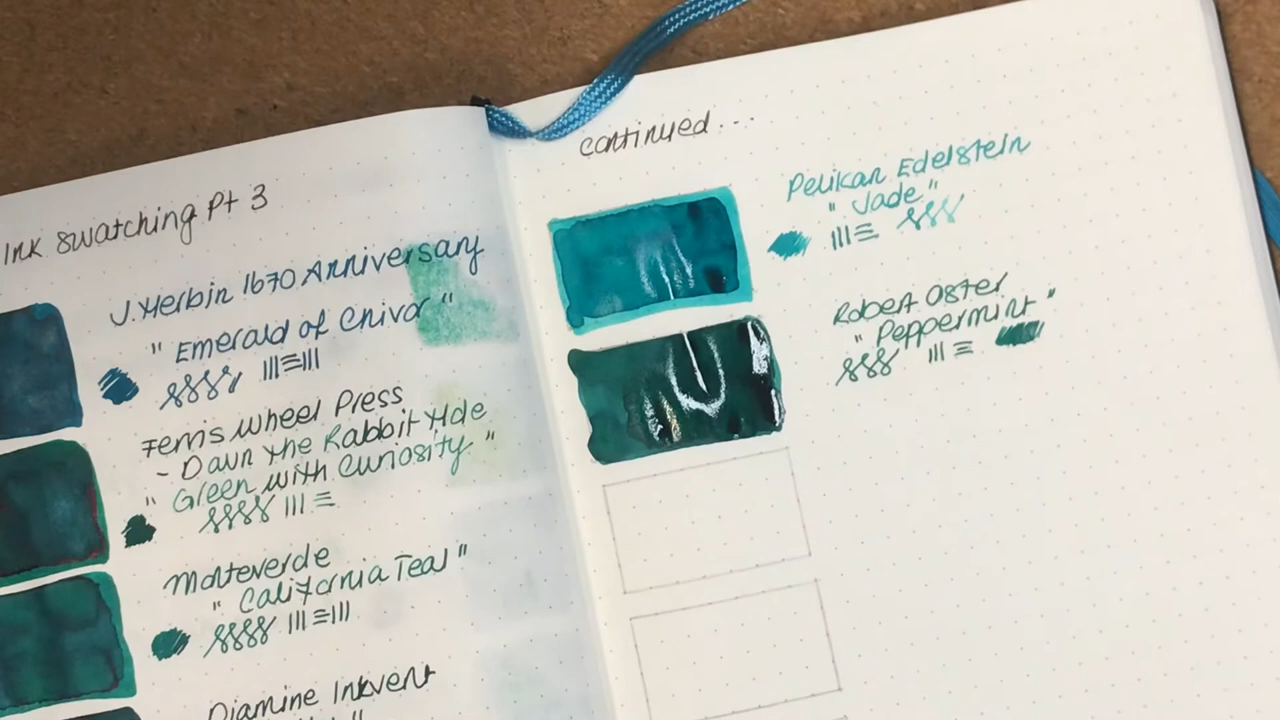 Ink swatching Pt 3
J. Herbin 1670 Anniversary
" Emerald of Chivor "
Ferris Wheel Press
- Down the Rabbit Hole
" Green with Curiosity "
Monteverde
" California Teal "
Diamine Inkvent
continued...
Pelikan Edelstein
" Jade "
Robert Oster
" Peppermint "